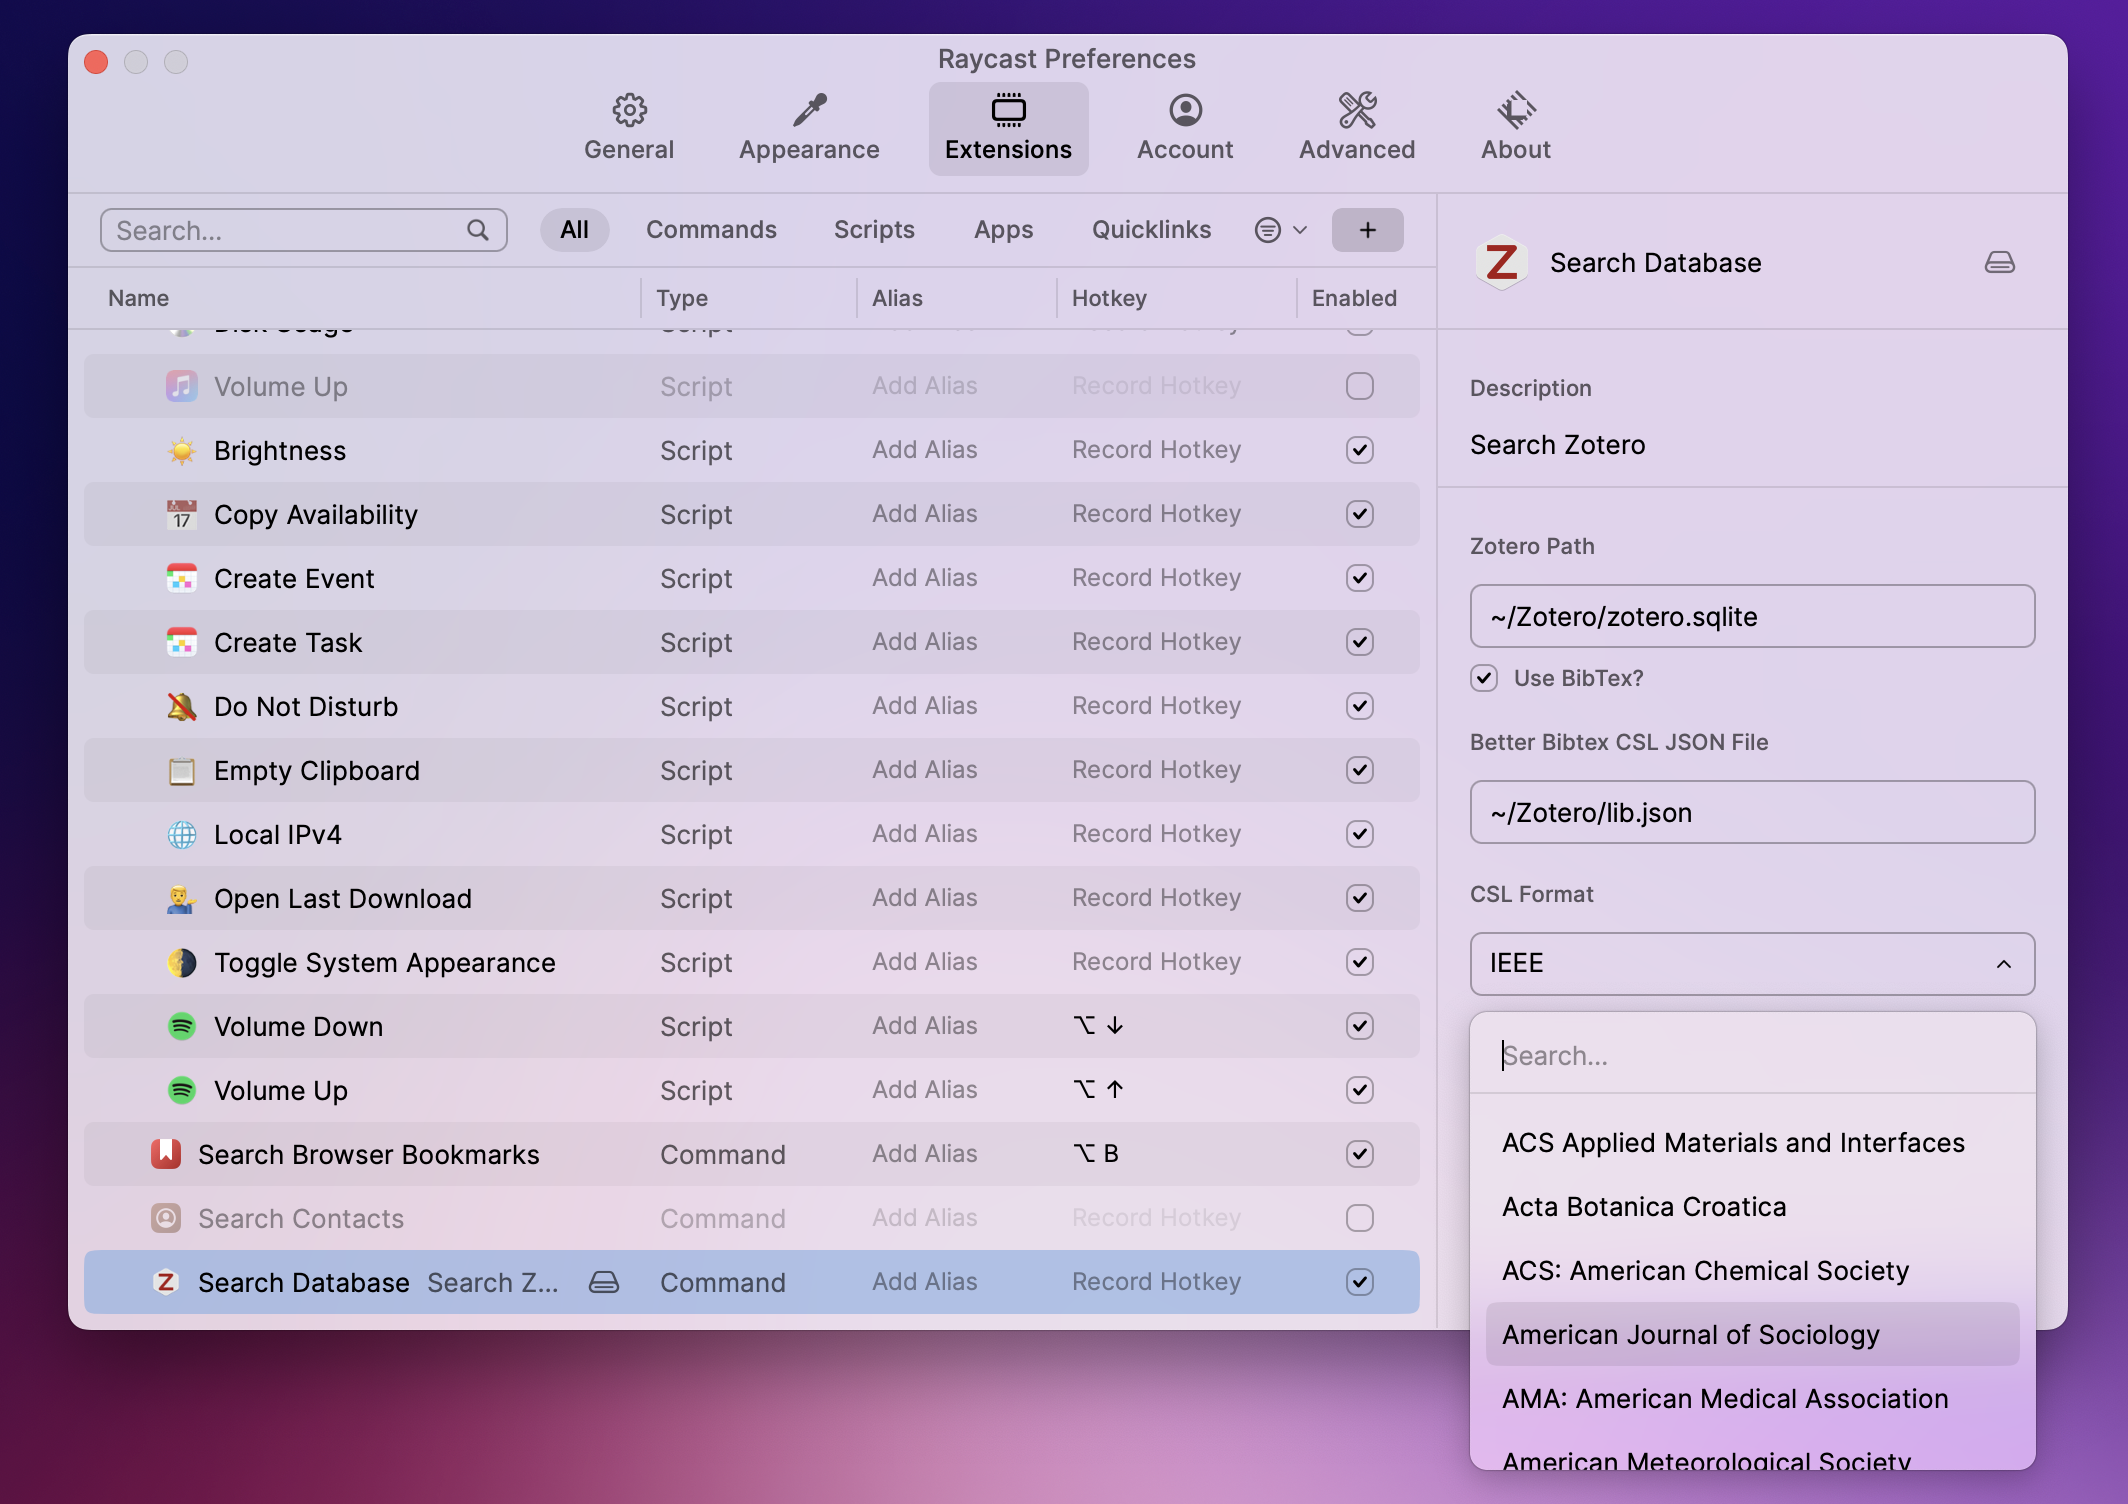 Raycast Preferences
General
Appearance
Extensions
Account
Advanced
About
Search...
All
Commands
Scripts
Apps
Quicklinks
+
Name Type Alias Hotkey Enabled
Disk Usage Script
Volume Up Script Add Alias Record Hotkey
Brightness Script Add Alias Record Hotkey
17 Copy Availability Script Add Alias Record Hotkey
Create Event Script Add Alias Record Hotkey
Create Task Script Add Alias Record Hotkey
Do Not Disturb Script Add Alias Record Hotkey
Empty Clipboard Script Add Alias Record Hotkey
Local IPv4 Script Add Alias Record Hotkey
Open Last Download Script Add Alias Record Hotkey
Toggle System Appearance Script Add Alias Record Hotkey
Volume Down Script Add Alias ⌥ ↓
Volume Up Script Add Alias ⌥ ↑
Search Browser Bookmarks Command Add Alias ⌥ B
Search Contacts Command Add Alias Record Hotkey
Z Search Database Search Z... Command Add Alias Record Hotkey
Z Search Database
Description
Search Zotero
Zotero Path
~/Zotero/zotero.sqlite
Use BibTex?
Better Bibtex CSL JSON File
~/Zotero/lib.json
CSL Format
IEEE
Search...
ACS Applied Materials and Interfaces
Acta Botanica Croatica
ACS: American Chemical Society
American Journal of Sociology
AMA: American Medical Association
American Meteorological Society